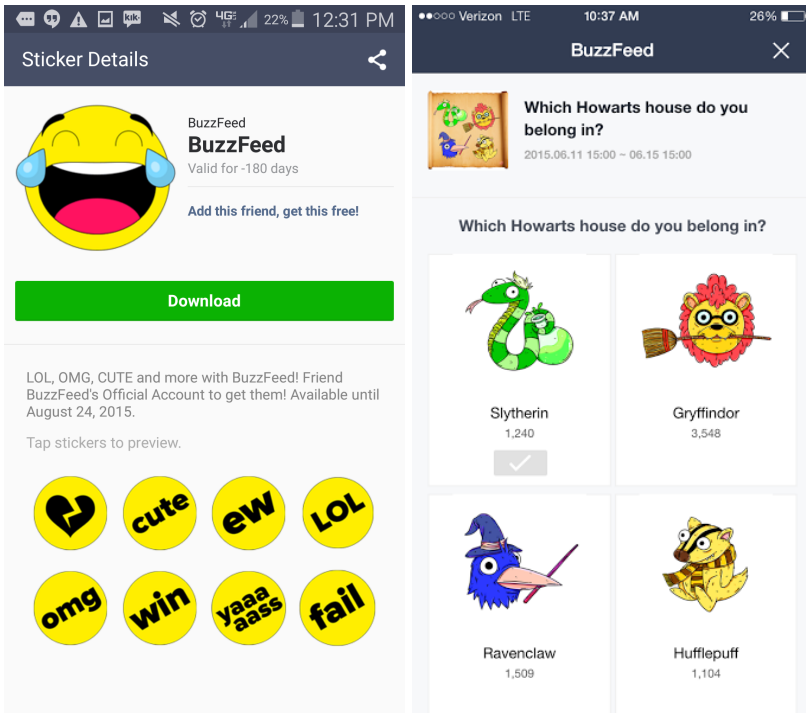 kik•
4G
22%
12:31 PM
Sticker Details
BuzzFeed
BuzzFeed
Valid for -180 days
Add this friend, get this free!
Download
LOL, OMG, CUTE and more with BuzzFeed! Friend
BuzzFeed's Official Account to get them! Available until
August 24, 2015.
Tap stickers to preview.
cute
ew
LOL
omg
win
yaaa
aass
fail
Verizon LTE
10:37 AM
26%
BuzzFeed
Which Howarts house do you
belong in?
2015.06.11 15:00 ~ 06.15 15:00
Which Howarts house do you belong in?
Slytherin
1,240
Gryffindor
3,548
Ravenclaw
1,509
Hufflepuff
1,104